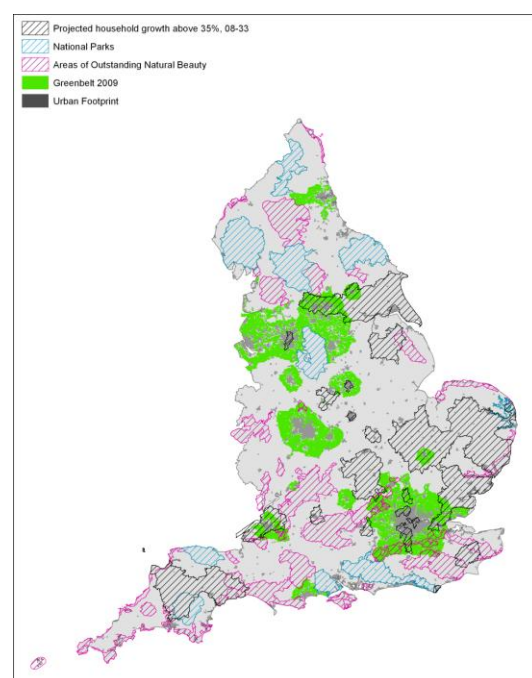 Projected household growth above 35%, 08-33
National Parks
Areas of Outstanding Natural Beauty
Greenbelt 2009
Urban Footprint